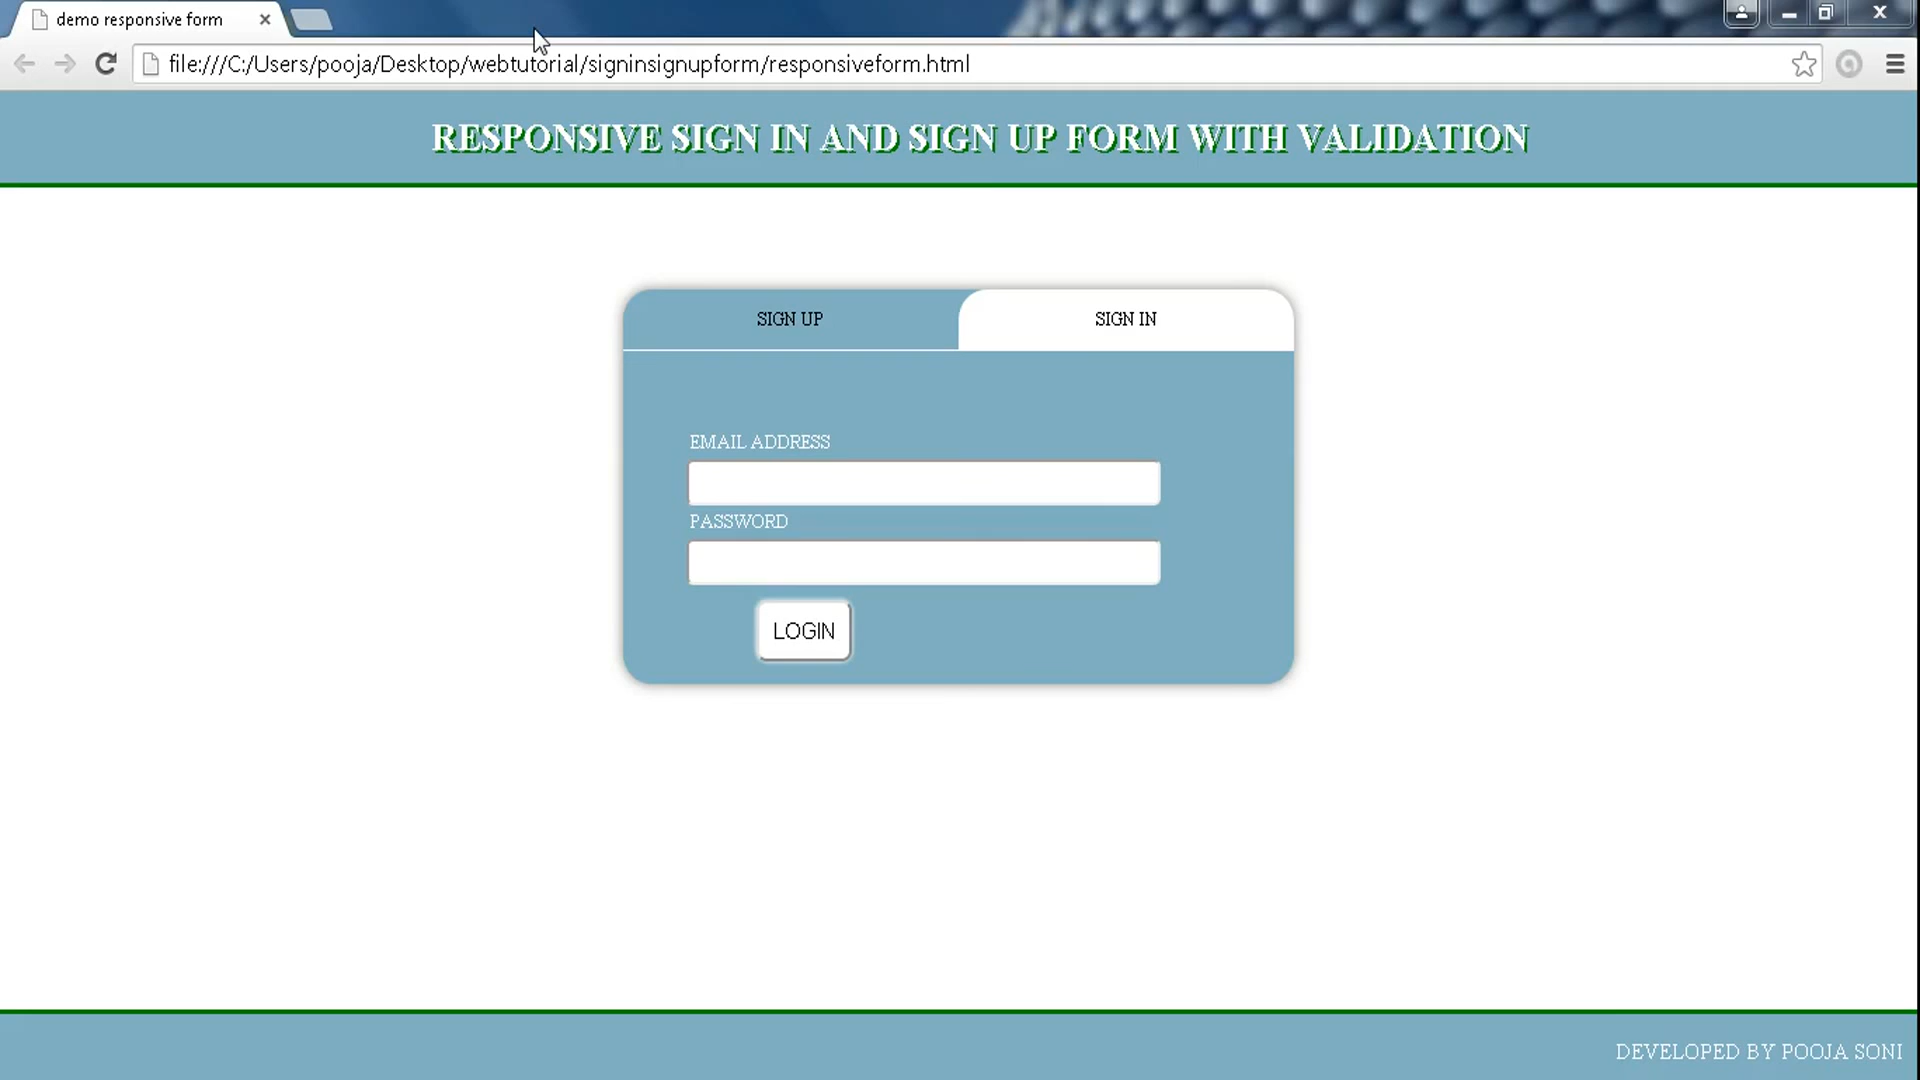 demo responsive form
file:///C:/Users/pooja/Desktop/webtutorial/signinsignupform/responsiveform.html
RESPONSIVE SIGN IN AND SIGN UP FORM WITH VALIDATION
SIGN UP
SIGN IN
EMAIL ADDRESS
PASSWORD
LOGIN
DEVELOPED BY POOJA SONI